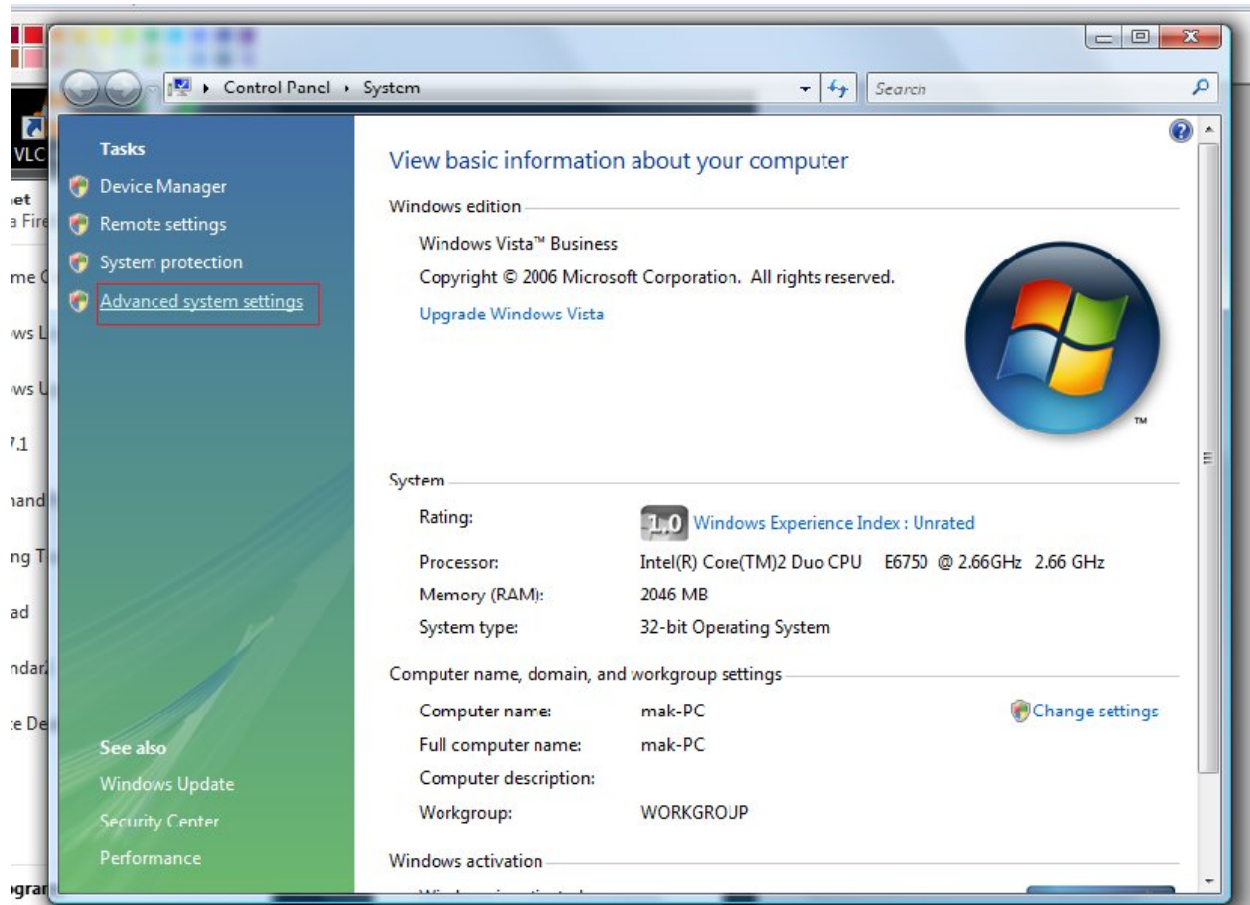 Control Panel
System
Search
VLC
Tasks
Device Manager
Remote settings
System protection
Advanced system settings
See also
Windows Update
Security Center
Performance
View basic information about your computer
Windows edition
Windows Vista™ Business
Copyright © 2006 Microsoft Corporation. All rights reserved.
Upgrade Windows Vista
TM
System
Rating: 1,0 Windows Experience Index : Unrated
Processor: Intel(R) Core(TM)2 Duo CPU E6750 @ 2.66GHz 2.66 GHz
Memory (RAM): 2046 MB
System type: 32-bit Operating System
Computer name, domain, and workgroup settings
Computer name: mak-PC Change settings
Full computer name: mak-PC
Computer description:
Workgroup: WORKGROUP
Windows activation